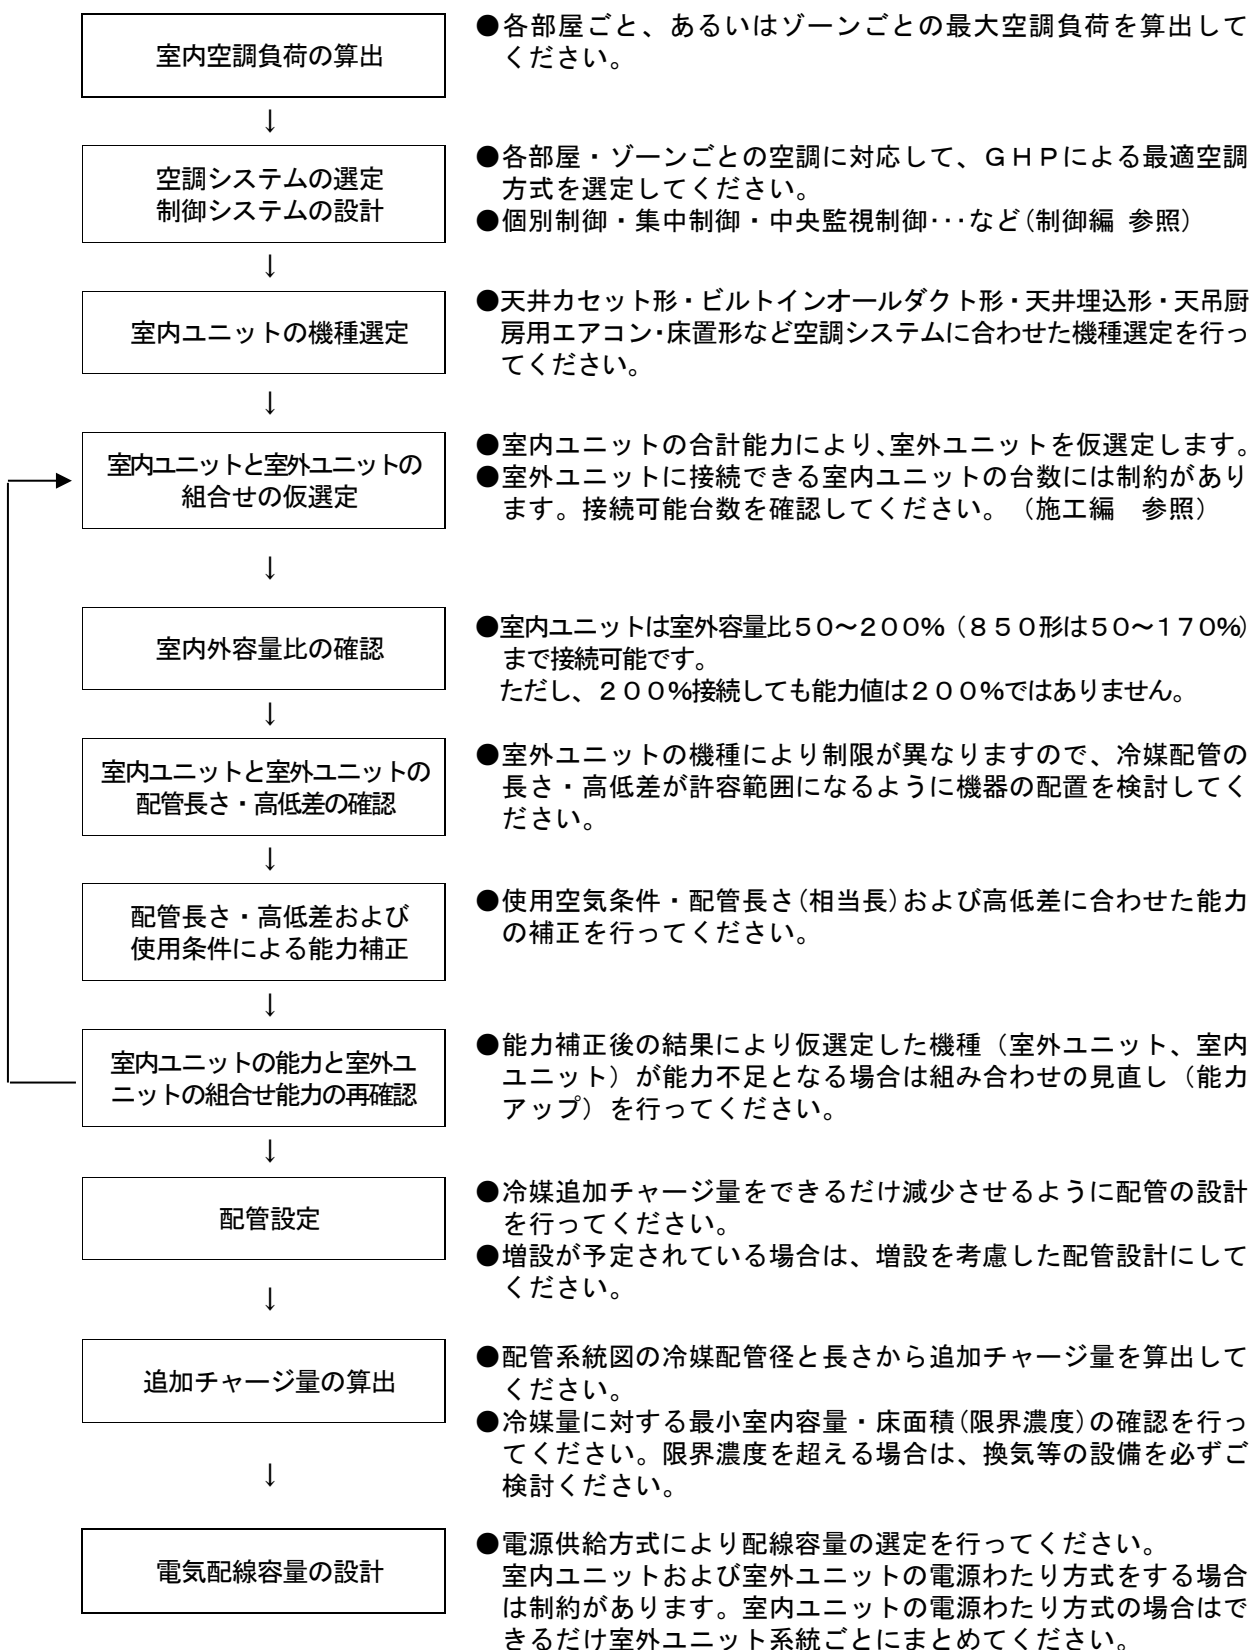 室内空調負荷の算出
●各部屋ごと、あるいはゾーンごとの最大空調負荷を算出して
ください。
↓
空調システムの選定
制御システムの設計
●各部屋・ゾーンごとの空調に対応して、ＧＨＰによる最適空調
方式を選定してください。
●個別制御・集中制御・中央監視制御･･･など(制御編 参照)
↓
室内ユニットの機種選定
●天井カセット形・ビルトインオールダクト形・天井埋込形・天吊厨
房用エアコン・床置形など空調システムに合わせた機種選定を行っ
てください。
↓
室内ユニットと室外ユニットの
組合せの仮選定
●室内ユニットの合計能力により、室外ユニットを仮選定します。
●室外ユニットに接続できる室内ユニットの台数には制約があり
ます。接続可能台数を確認してください。（施工編　参照）
↓
室内外容量比の確認
●室内ユニットは室外容量比５０～２００%（８５０形は５０～１７０%）
まで接続可能です。
ただし、２００%接続しても能力値は２００%ではありません。
↓
室内ユニットと室外ユニットの
配管長さ・高低差の確認
●室外ユニットの機種により制限が異なりますので、冷媒配管の
長さ・高低差が許容範囲になるように機器の配置を検討してく
ださい。
↓
配管長さ・高低差および
使用条件による能力補正
●使用空気条件・配管長さ(相当長)および高低差に合わせた能力
の補正を行ってください。
↓
室内ユニットの能力と室外ユ
ニットの組合せ能力の再確認
●能力補正後の結果により仮選定した機種（室外ユニット、室内
ユニット）が能力不足となる場合は組み合わせの見直し（能力
アップ）を行ってください。
↓
配管設定
●冷媒追加チャージ量をできるだけ減少させるように配管の設計
を行ってください。
●増設が予定されている場合は、増設を考慮した配管設計にして
ください。
↓
追加チャージ量の算出
●配管系統図の冷媒配管径と長さから追加チャージ量を算出して
ください。
●冷媒量に対する最小室内容量・床面積(限界濃度)の確認を行っ
てください。限界濃度を超える場合は、換気等の設備を必ずご
検討ください。
↓
電気配線容量の設計
●電源供給方式により配線容量の選定を行ってください。
室内ユニットおよび室外ユニットの電源わたり方式をする場合
は制約があります。室内ユニットの電源わたり方式の場合はで
きるだけ室外ユニット系統ごとにまとめてください。